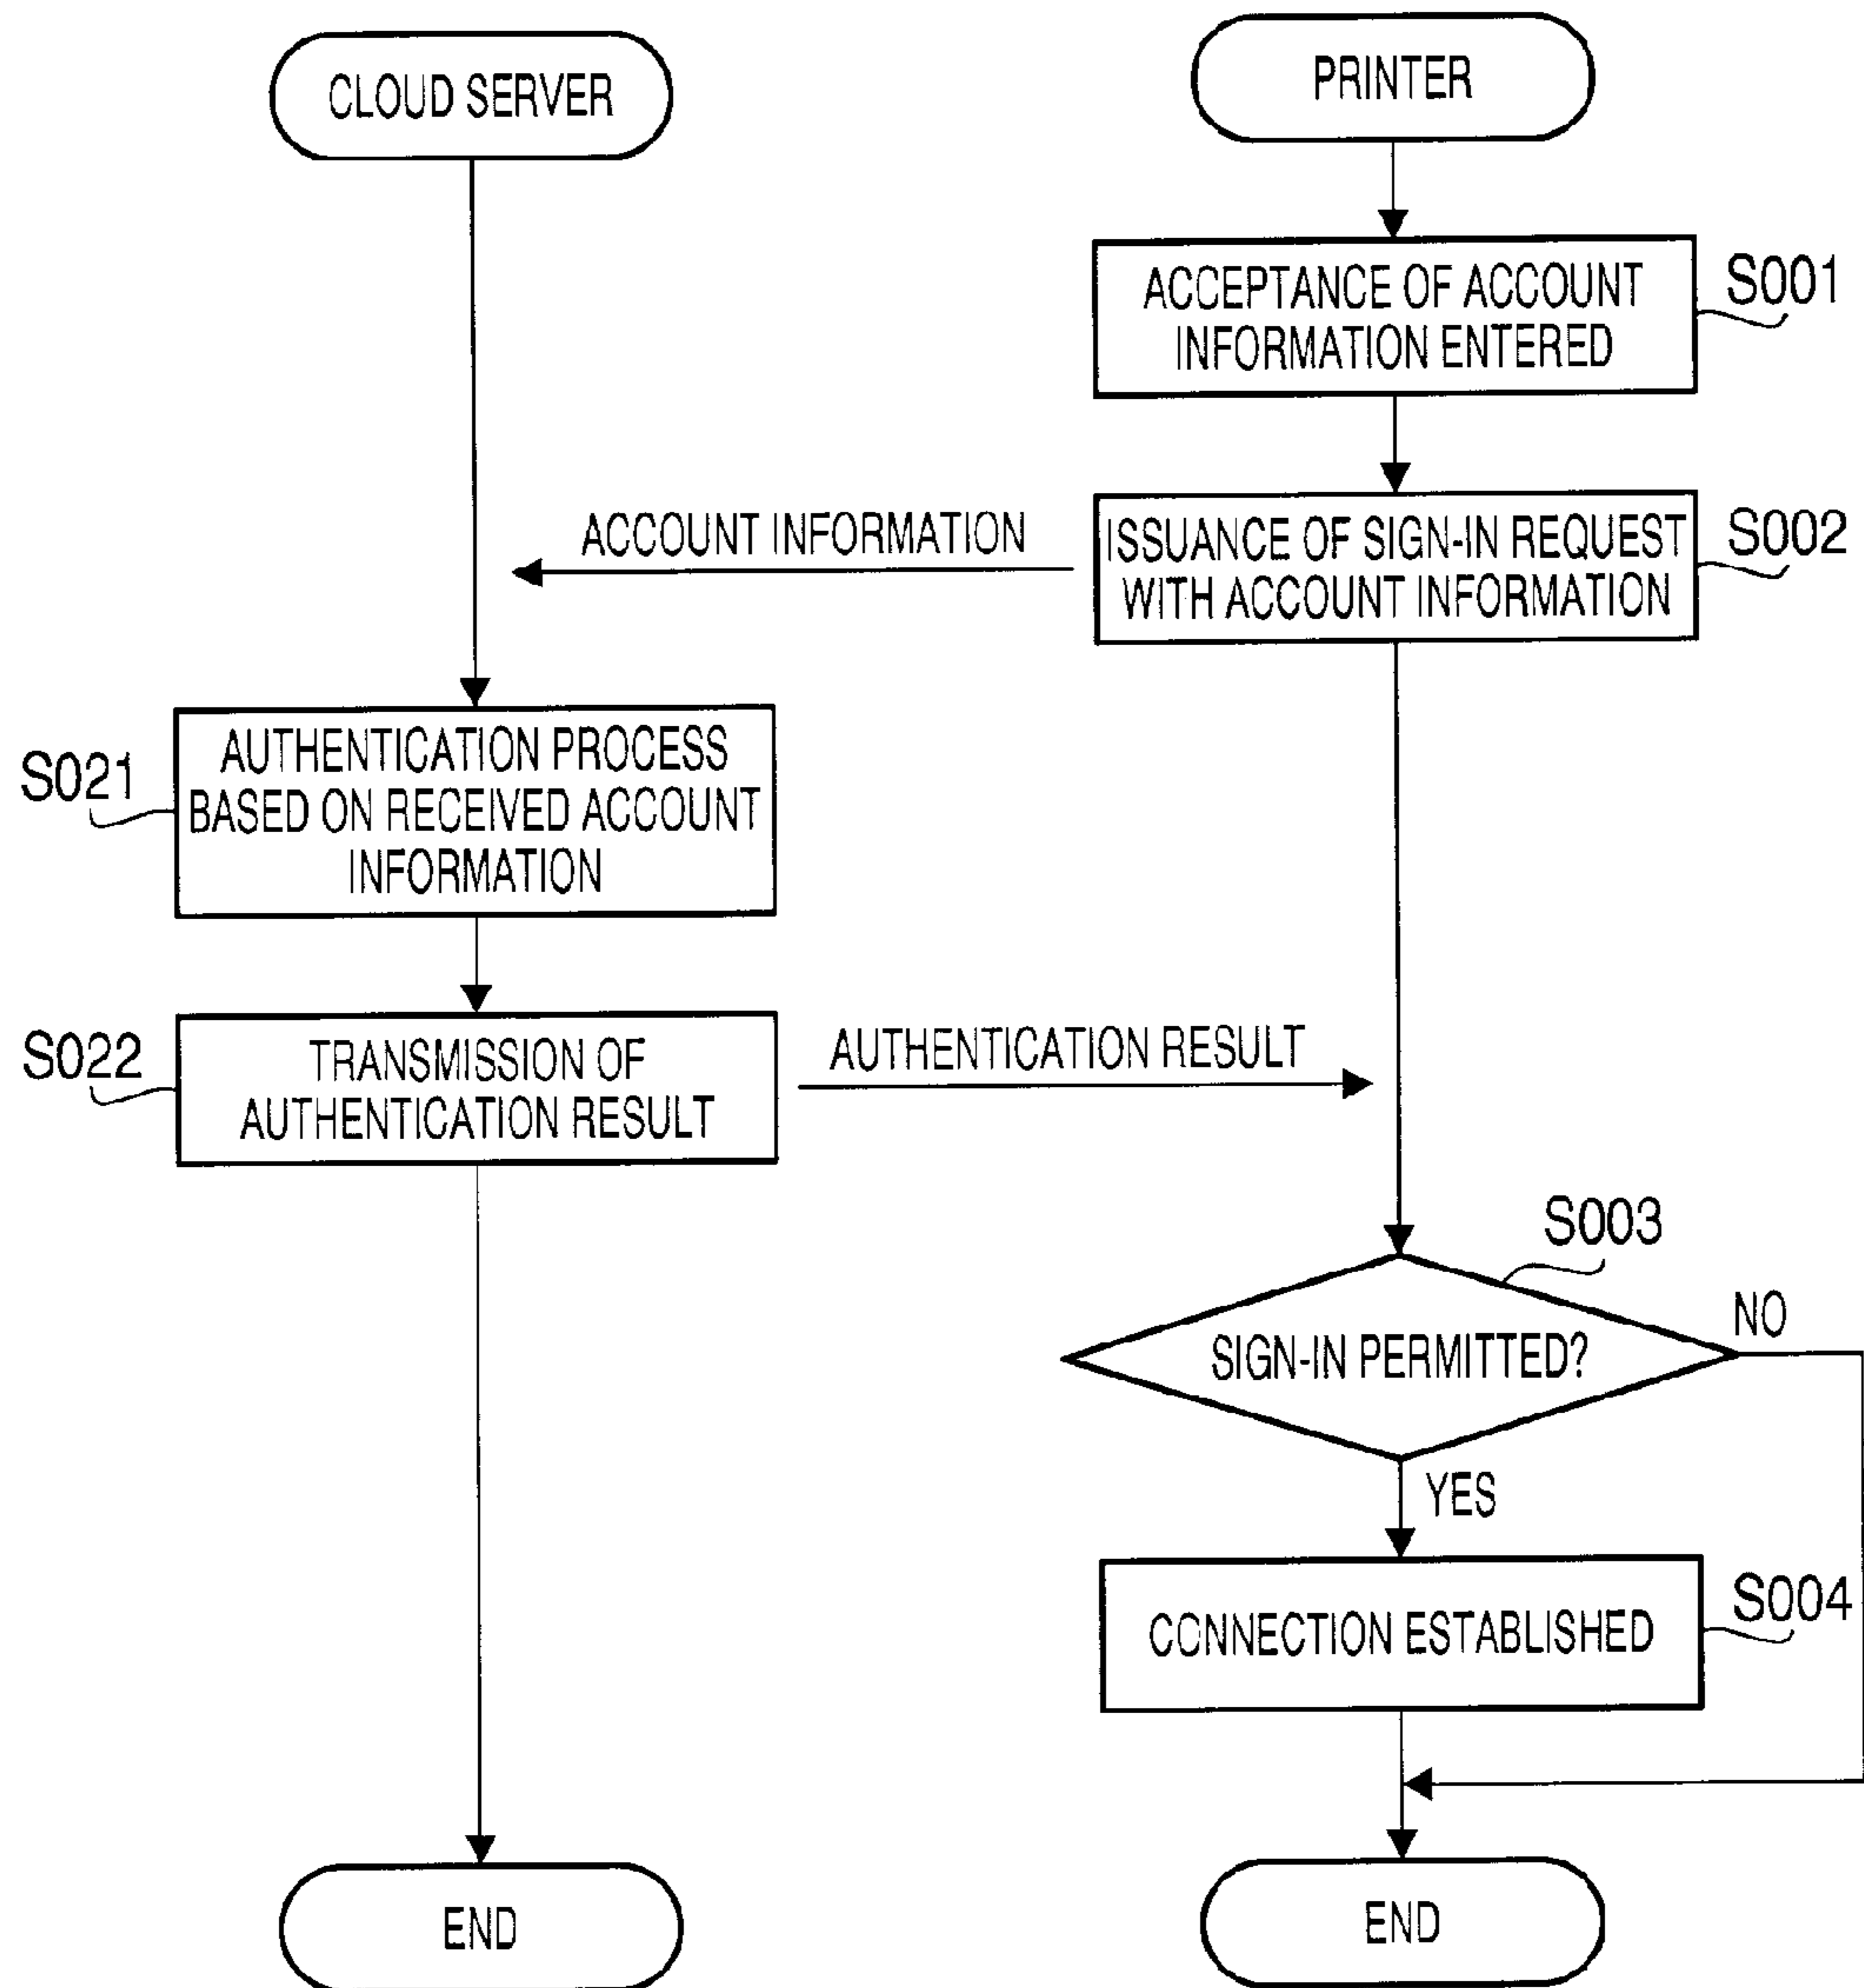 CLOUD SERVER
PRINTER
ACCEPTANCE OF ACCOUNT
INFORMATION ENTERED
S001
ACCOUNT INFORMATION
ISSUANCE OF SIGN-IN REQUEST
WITH ACCOUNT INFORMATION
S002
S021
AUTHENTICATION PROCESS
BASED ON RECEIVED ACCOUNT
INFORMATION
S022
TRANSMISSION OF
AUTHENTICATION RESULT
AUTHENTICATION RESULT
S003
SIGN-IN PERMITTED?
NO
YES
CONNECTION ESTABLISHED
S004
END
END